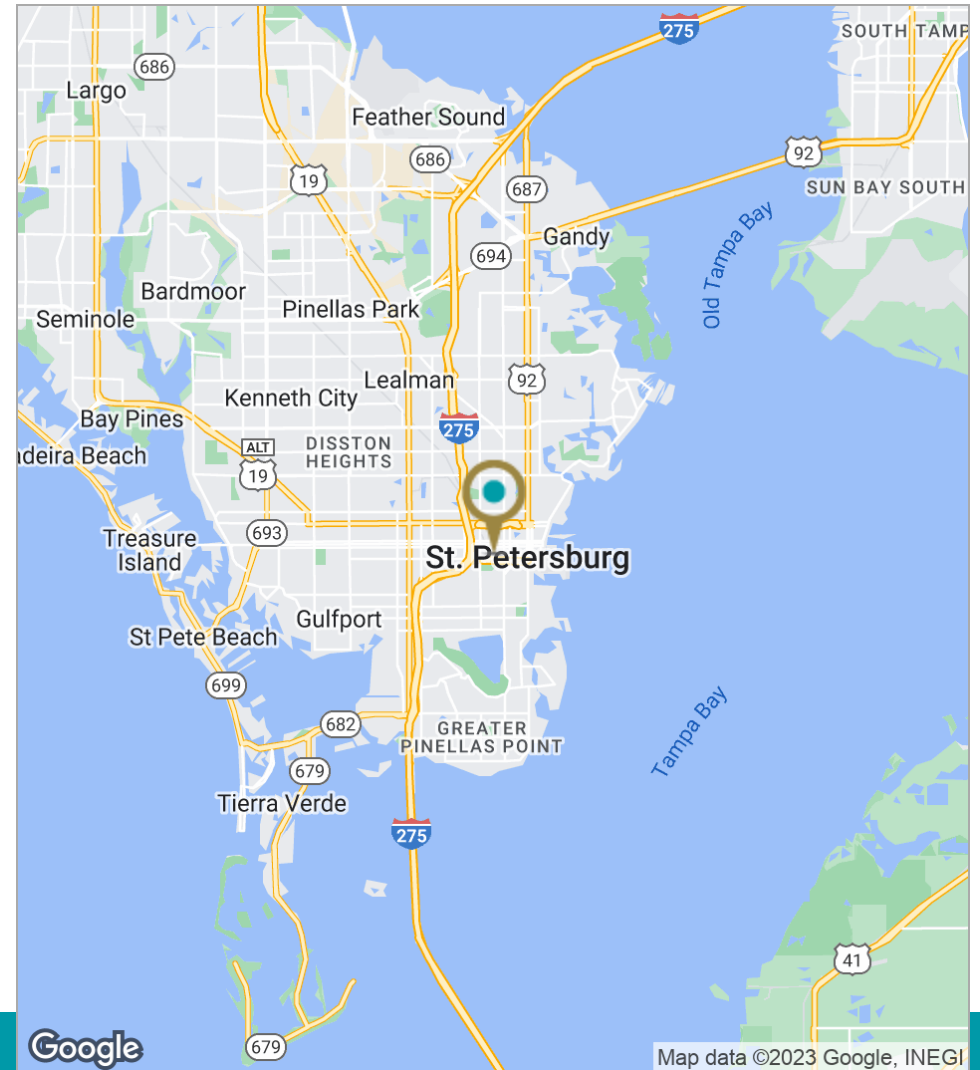 275
SOUTH TAMP
686
Largo
Feather Sound
92
686
19
687
SUN BAY SOUTH
Old Tampa Bay
Gandy
694
Bardmoor
Pinellas Park
Seminole
Lealman
92
Kenneth City
Bay Pines
275
DISSTON
HEIGHTS
ALT
19
adeira Beach
693
Treasure
Island
St. Petersburg
Gulfport
St Pete Beach
699
682
GREATER
PINELLAS POINT
Tampa Bay
679
Tierra Verde
275
41
679
Google
Map data ©2023 Google, INEGI